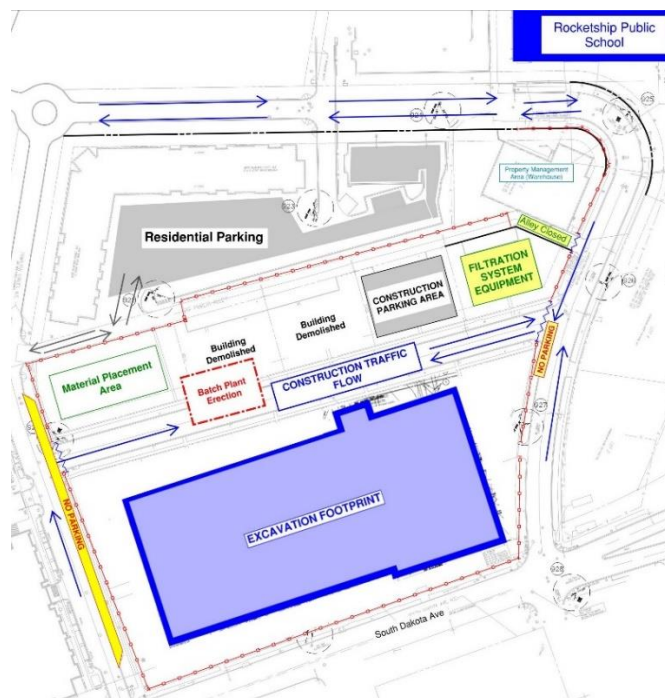 Rocketship Public
School
Property Management
Area (Warehouse)
Residential Parking
Alley Closed
FILTRATION
SYSTEM
EQUIPMENT
CONSTRUCTION
PARKING AREA
Building
Demolished
Building
Demolished
NO PARKING
Material Placement
Area
Batch Plant
Erection
CONSTRUCTION TRAFFIC
FLOW
NO PARKING
EXCAVATION FOOTPRINT
South Dakota Ave